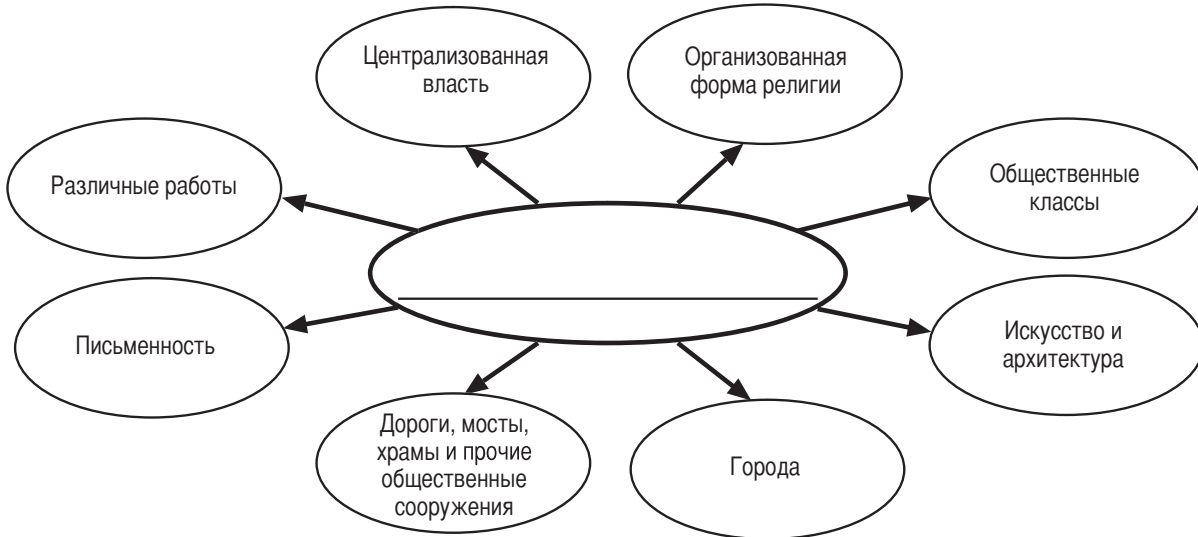 Централизованная
власть
Организованная
форма религии
Различные работы
Общественные
классы
Письменность
Искусство и
архитектура
Дороги, мосты,
храмы и прочие
общественные
сооружения
Города